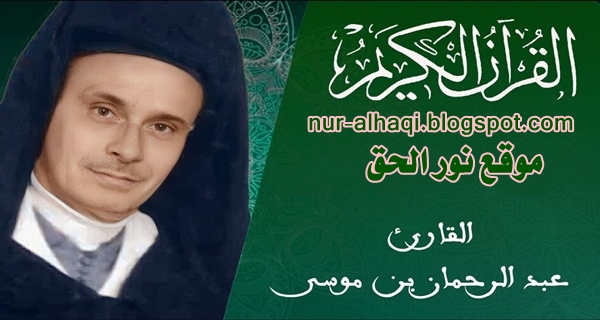 القرآن الكريم
nur-alhaqi.blogspot.com
موقع نور الحق
القارئ
عبد الرحمان بن موسى